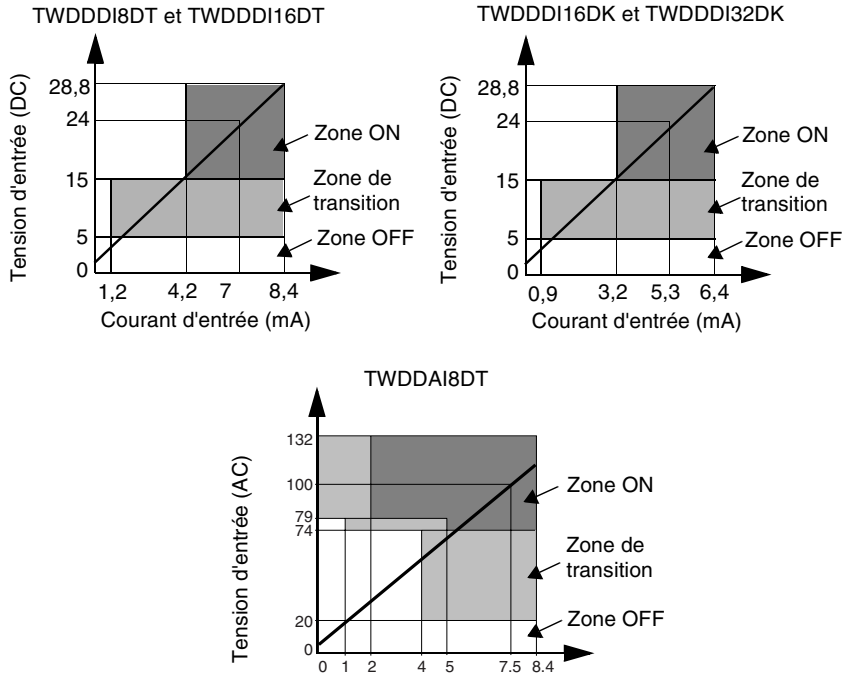 TWDDDI8DT et TWDDDI16DT
Tension d'entrée (DC)
28,8
24
15
5
0
Zone ON
Zone de
transition
Zone OFF
1,2 4,2 7 8,4
Courant d'entrée (mA)
TWDDDI16DK et TWDDDI32DK
Tension d'entrée (DC)
28,8
24
15
5
0
Zone ON
Zone de
transition
Zone OFF
0,9 3,2 5,3 6,4
Courant d'entrée (mA)
TWDDAI8DT
Tension d'entrée (AC)
132
100
79
74
20
0
Zone ON
Zone de
transition
Zone OFF
0 1 2 4 5 7.5 8.4